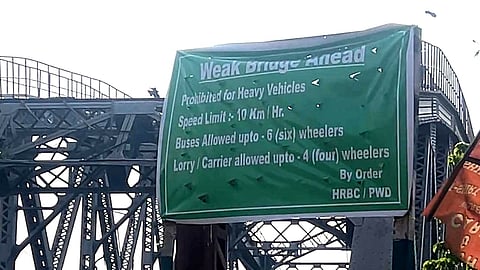 Weak Bridge Ahead
Prohibited for Heavy Vehicles
Speed Limit :- 10 Km / Hr.
Buses Allowed upto - 6 (six) wheelers
Lorry / Carrier allowed upto - 4 (four) wheelers
By Order
HRBC / PWD